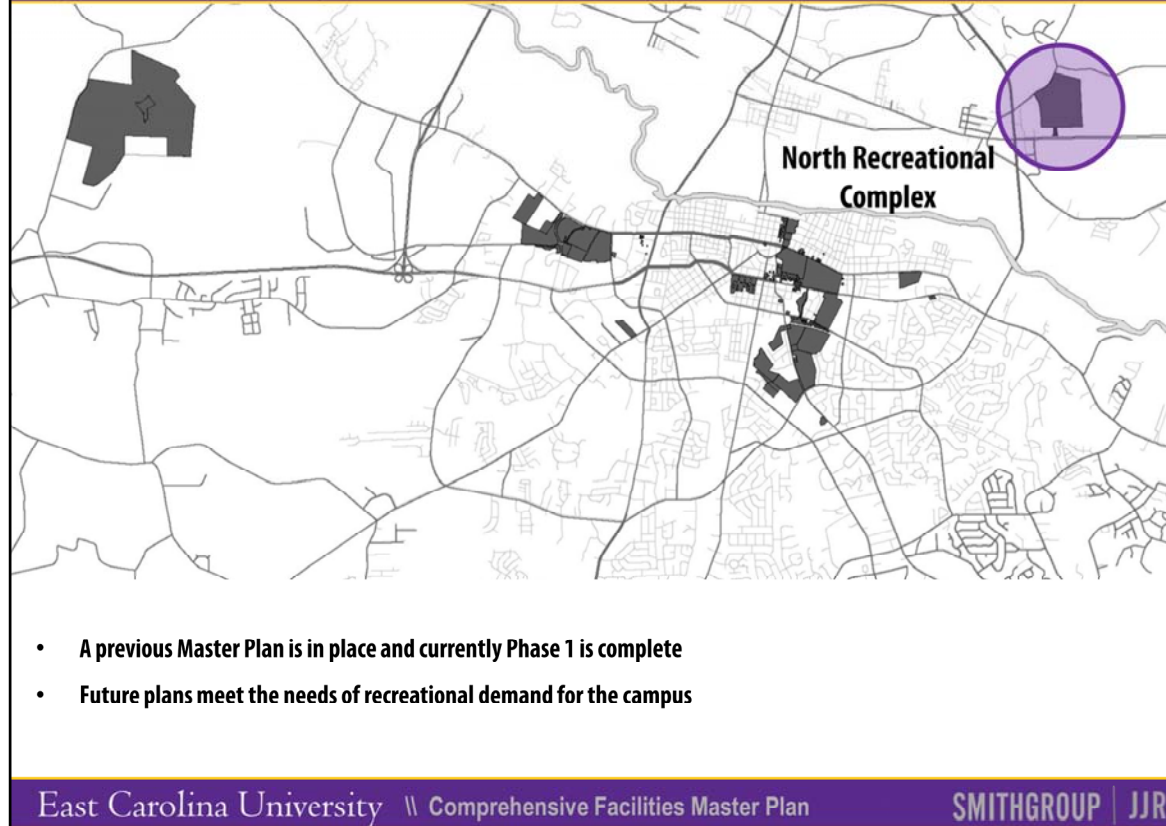 North Recreational
Complex
• A previous Master Plan is in place and currently Phase 1 is complete
• Future plans meet the needs of recreational demand for the campus
East Carolina University \\ Comprehensive Facilities Master Plan SMITHGROUP | JJR